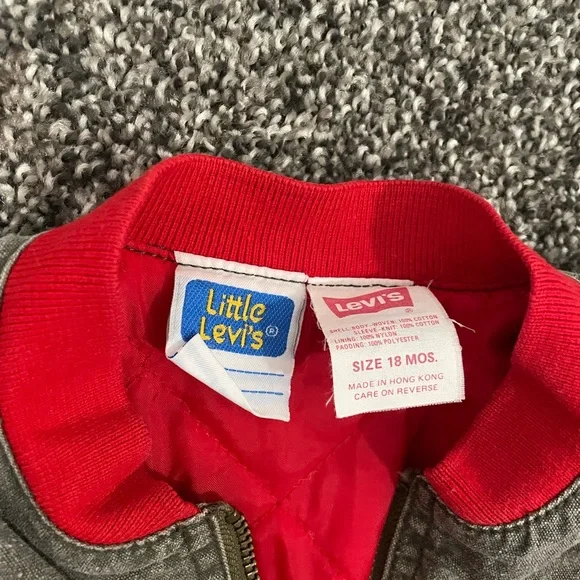 Little
Levi's®
Levi's
®
SHELL: BODY-WOVEN: 100% COTTON
SLEEVE-KNIT: 100% COTTON
LINING: 100% NYLON
PADDING: 100% POLYESTER
SIZE 18 MOS.
MADE IN HONG KONG
CARE ON REVERSE